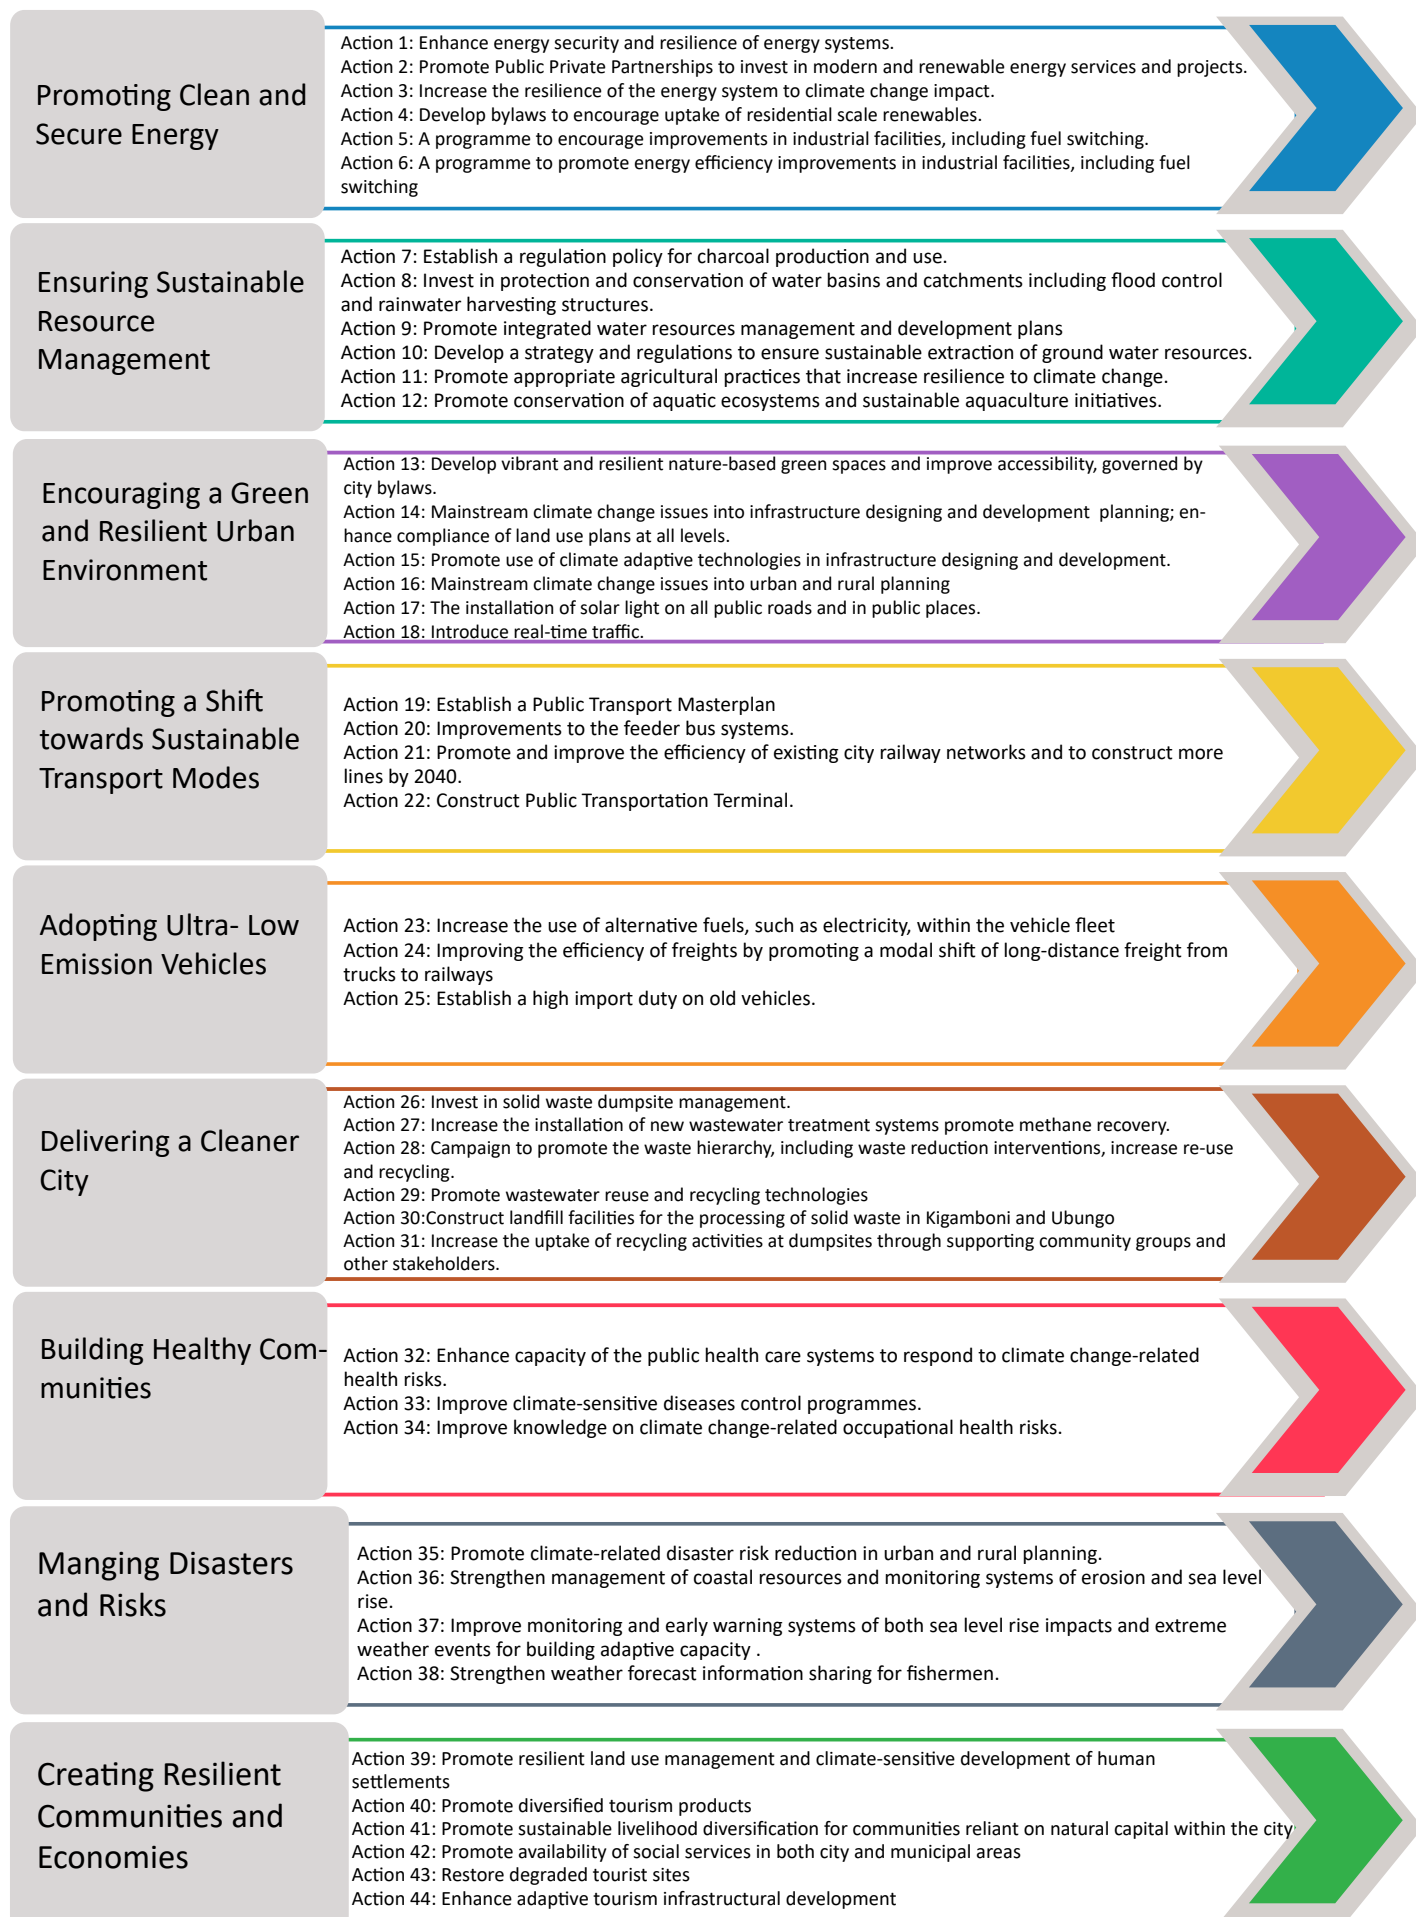 Promoting Clean and
Secure Energy
Action 1: Enhance energy security and resilience of energy systems.
Action 2: Promote Public Private Partnerships to invest in modern and renewable energy services and projects.
Action 3: Increase the resilience of the energy system to climate change impact.
Action 4: Develop bylaws to encourage uptake of residential scale renewables.
Action 5: A programme to encourage improvements in industrial facilities, including fuel switching.
Action 6: A programme to promote energy efficiency improvements in industrial facilities, including fuel
switching
Ensuring Sustainable
Resource
Management
Action 7: Establish a regulation policy for charcoal production and use.
Action 8: Invest in protection and conservation of water basins and catchments including flood control
and rainwater harvesting structures.
Action 9: Promote integrated water resources management and development plans
Action 10: Develop a strategy and regulations to ensure sustainable extraction of ground water resources.
Action 11: Promote appropriate agricultural practices that increase resilience to climate change.
Action 12: Promote conservation of aquatic ecosystems and sustainable aquaculture initiatives.
Encouraging a Green
and Resilient Urban
Environment
Action 13: Develop vibrant and resilient nature-based green spaces and improve accessibility, governed by
city bylaws.
Action 14: Mainstream climate change issues into infrastructure designing and development planning; en-
hance compliance of land use plans at all levels.
Action 15: Promote use of climate adaptive technologies in infrastructure designing and development.
Action 16: Mainstream climate change issues into urban and rural planning
Action 17: The installation of solar light on all public roads and in public places.
Action 18: Introduce real-time traffic.
Promoting a Shift
towards Sustainable
Transport Modes
Action 19: Establish a Public Transport Masterplan
Action 20: Improvements to the feeder bus systems.
Action 21: Promote and improve the efficiency of existing city railway networks and to construct more
lines by 2040.
Action 22: Construct Public Transportation Terminal.
Adopting Ultra- Low
Emission Vehicles
Action 23: Increase the use of alternative fuels, such as electricity, within the vehicle fleet
Action 24: Improving the efficiency of freights by promoting a modal shift of long-distance freight from
trucks to railways
Action 25: Establish a high import duty on old vehicles.
Delivering a Cleaner
City
Action 26: Invest in solid waste dumpsite management.
Action 27: Increase the installation of new wastewater treatment systems promote methane recovery.
Action 28: Campaign to promote the waste hierarchy, including waste reduction interventions, increase re-use
and recycling.
Action 29: Promote wastewater reuse and recycling technologies
Action 30:Construct landfill facilities for the processing of solid waste in Kigamboni and Ubungo
Action 31: Increase the uptake of recycling activities at dumpsites through supporting community groups and
other stakeholders.
Building Healthy Com-
munities
Action 32: Enhance capacity of the public health care systems to respond to climate change-related
health risks.
Action 33: Improve climate-sensitive diseases control programmes.
Action 34: Improve knowledge on climate change-related occupational health risks.
Manging Disasters
and Risks
Action 35: Promote climate-related disaster risk reduction in urban and rural planning.
Action 36: Strengthen management of coastal resources and monitoring systems of erosion and sea level
rise.
Action 37: Improve monitoring and early warning systems of both sea level rise impacts and extreme
weather events for building adaptive capacity .
Action 38: Strengthen weather forecast information sharing for fishermen.
Creating Resilient
Communities and
Economies
Action 39: Promote resilient land use management and climate-sensitive development of human
settlements
Action 40: Promote diversified tourism products
Action 41: Promote sustainable livelihood diversification for communities reliant on natural capital within the city
Action 42: Promote availability of social services in both city and municipal areas
Action 43: Restore degraded tourist sites
Action 44: Enhance adaptive tourism infrastructural development